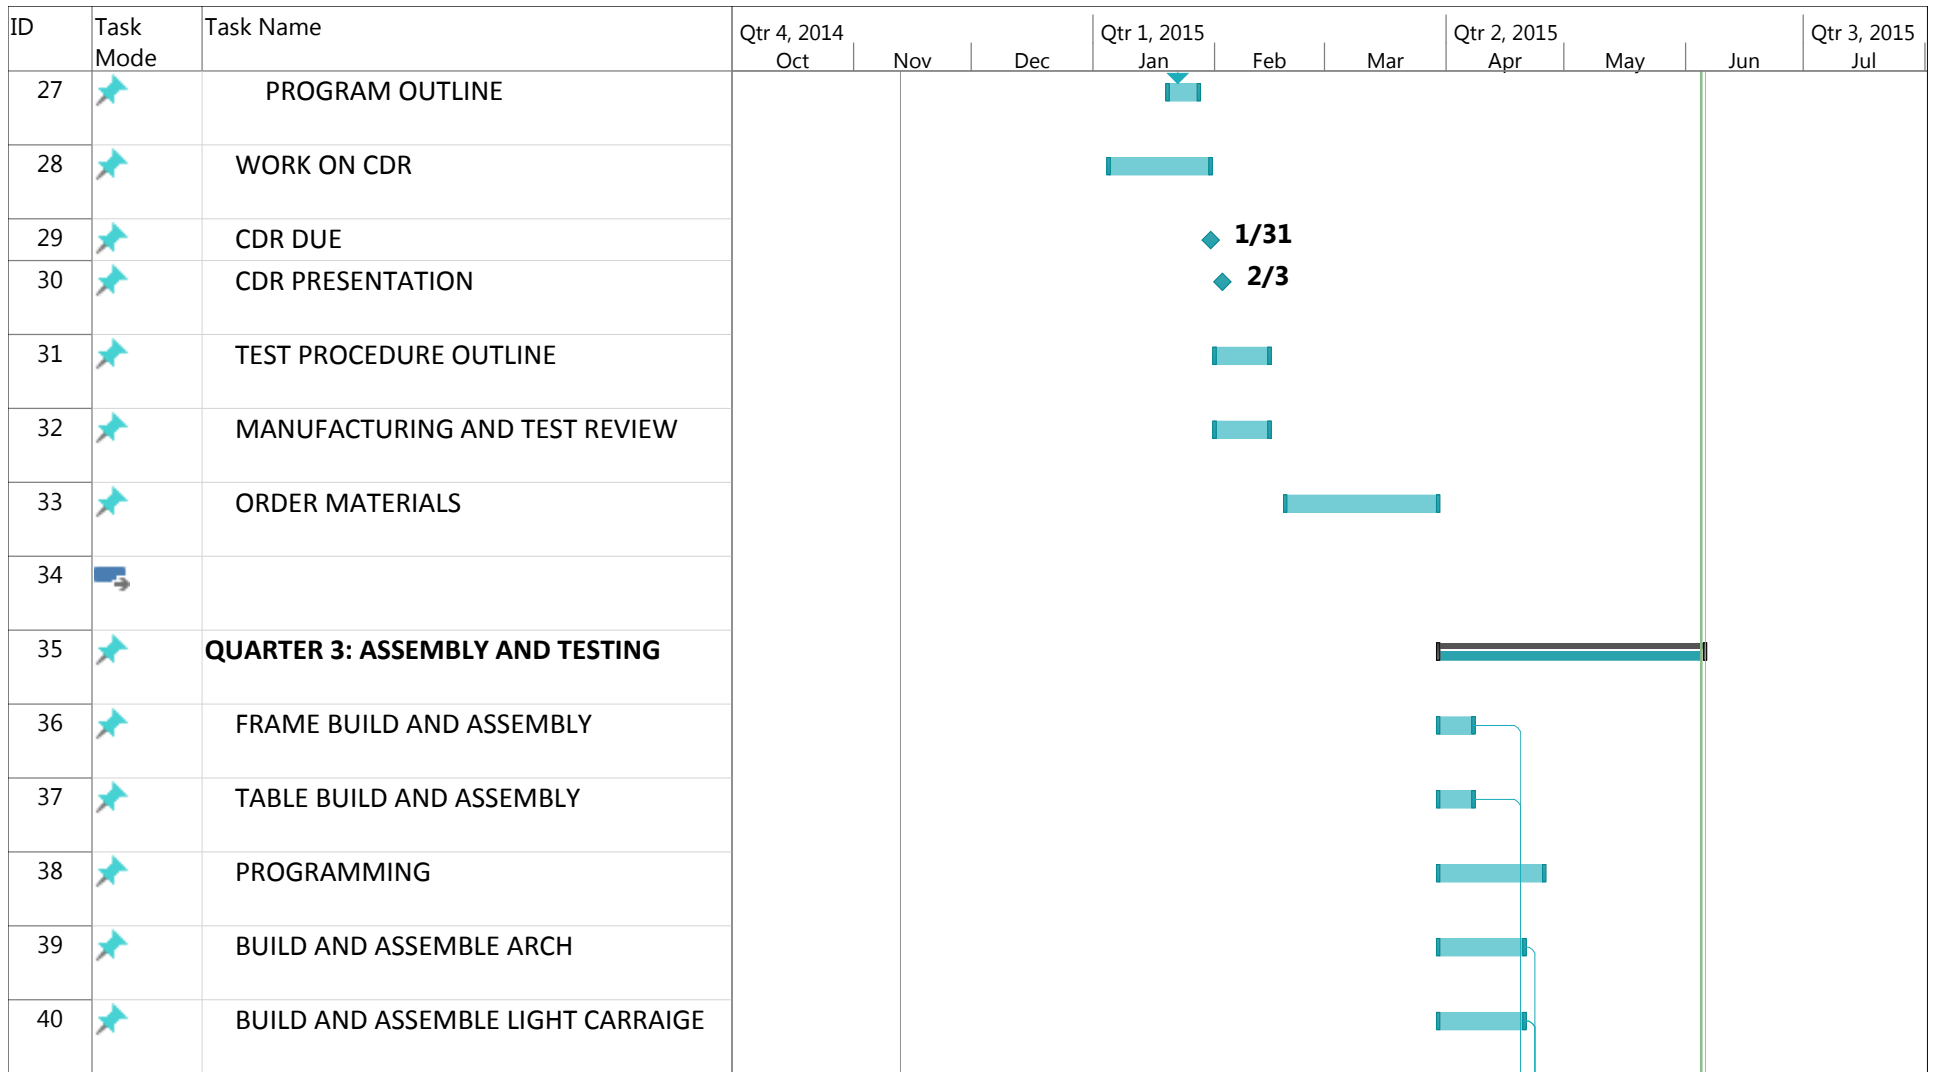 ID Task Mode Task Name Qtr 4, 2014 Qtr 1, 2015 Qtr 2, 2015 Qtr 3, 2015
Oct Nov Dec Jan Feb Mar Apr May Jun Jul
27 PROGRAM OUTLINE
28 WORK ON CDR
29 CDR DUE 1/31
30 CDR PRESENTATION 2/3
31 TEST PROCEDURE OUTLINE
32 MANUFACTURING AND TEST REVIEW
33 ORDER MATERIALS
34
35 QUARTER 3: ASSEMBLY AND TESTING
36 FRAME BUILD AND ASSEMBLY
37 TABLE BUILD AND ASSEMBLY
38 PROGRAMMING
39 BUILD AND ASSEMBLE ARCH
40 BUILD AND ASSEMBLE LIGHT CARRAIGE